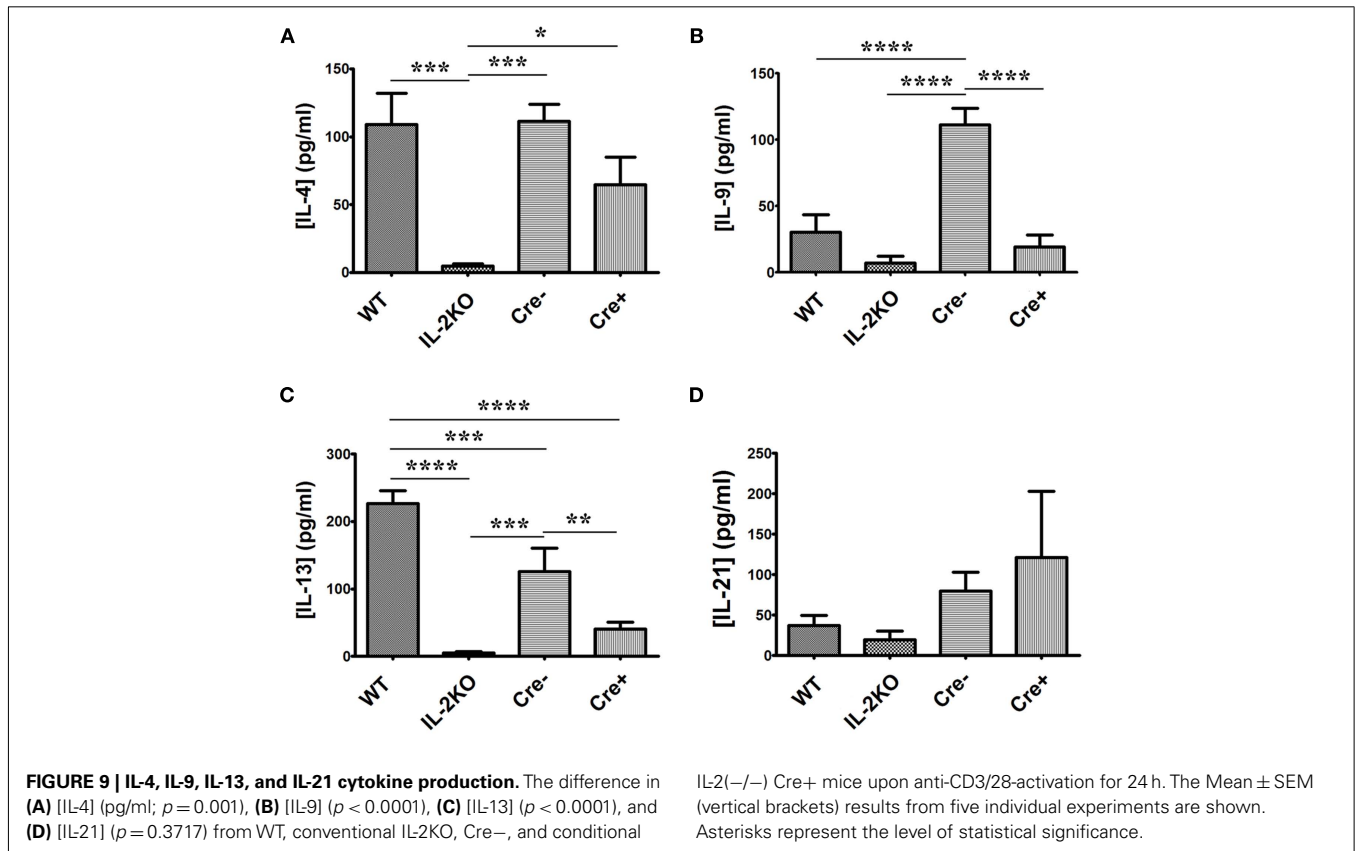 A
*
*** ***
[IL-4] (pg/ml)
150
100
50
0
WT IL-2KO Cre- Cre+
B
****
**** ****
[IL-9] (pg/ml)
150
100
50
0
WT IL-2KO Cre- Cre+
C
****
***
****
*** **
[IL-13] (pg/ml)
300
200
100
0
WT IL-2KO Cre- Cre+
D
[IL-21] (pg/ml)
250
200
150
100
50
0
WT IL-2KO Cre- Cre+
FIGURE 9 | IL-4, IL-9, IL-13, and IL-21 cytokine production. The difference in
(A) [IL-4] (pg/ml; p = 0.001), (B) [IL-9] (p < 0.0001), (C) [IL-13] (p < 0.0001), and
(D) [IL-21] (p = 0.3717) from WT, conventional IL-2KO, Cre−, and conditional
IL-2(−/−) Cre+ mice upon anti-CD3/28-activation for 24 h. The Mean ± SEM
(vertical brackets) results from five individual experiments are shown.
Asterisks represent the level of statistical significance.